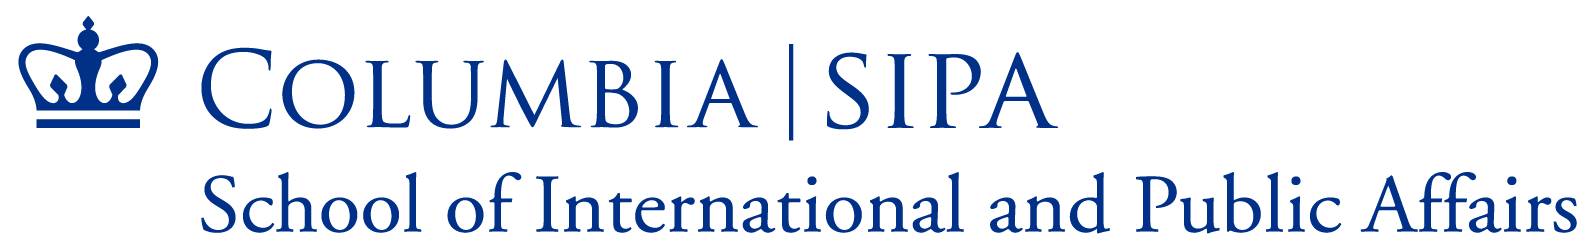 COLUMBIA | SIPA
School of International and Public Affairs